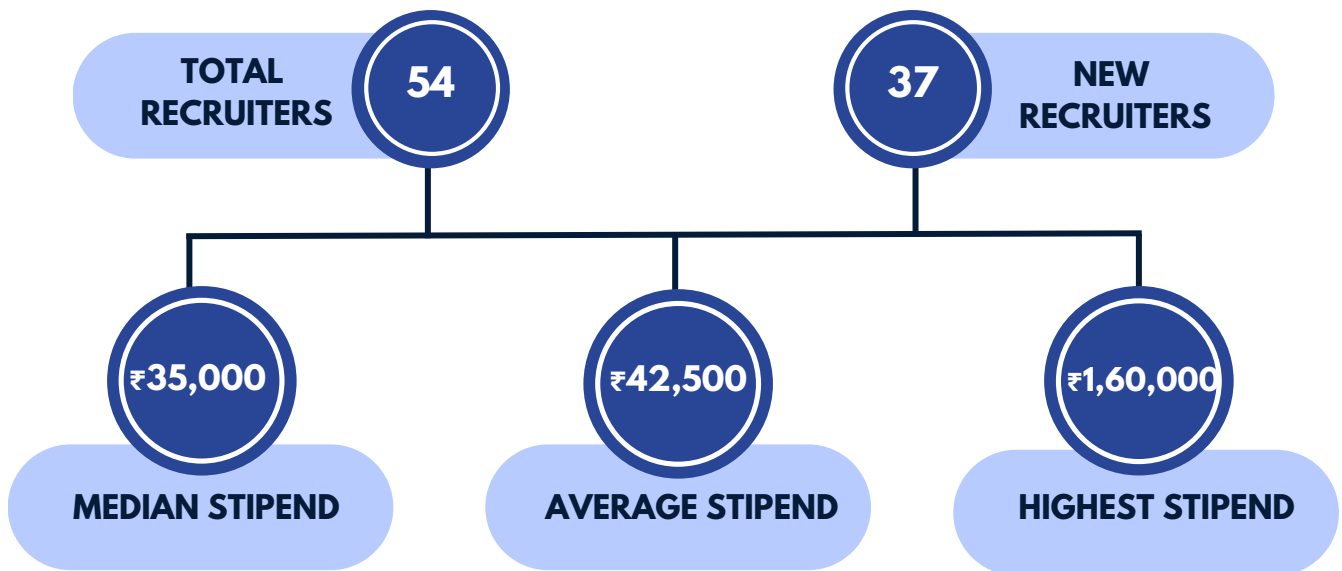 TOTAL
RECRUITERS
54
37
NEW
RECRUITERS
₹35,000
MEDIAN STIPEND
₹42,500
AVERAGE STIPEND
₹1,60,000
HIGHEST STIPEND